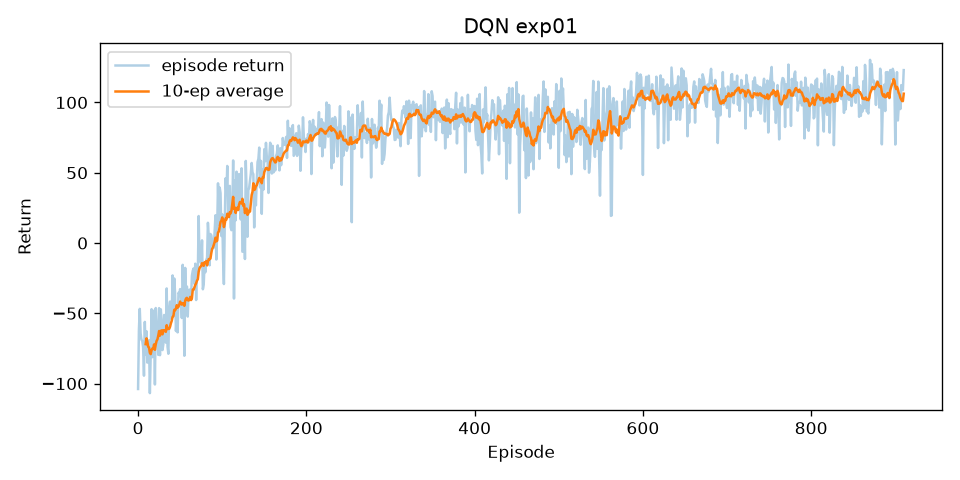 DQN exp01
episode return
10-ep average
Return
100
50
0
−50
−100
0 200 400 600 800
Episode